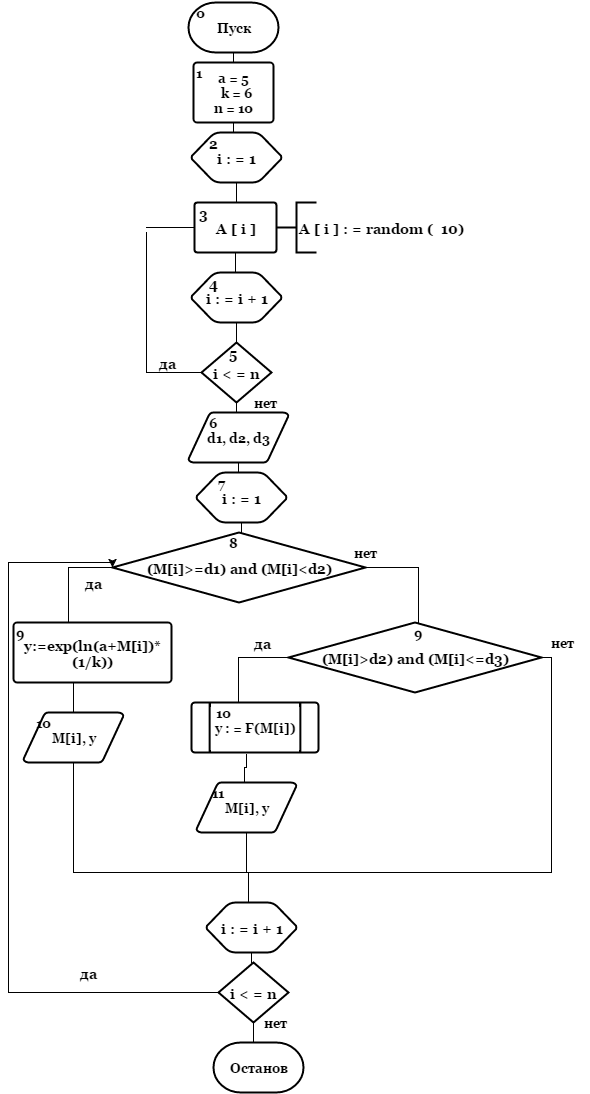 0
Пуск
1
a = 5
k = 6
n = 10
2
i : = 1
3
A [ i ]
A [ i ] : = random ( 10)
4
i : = i + 1
5
i < = n
да
нет
6
d1, d2, d3
7
i : = 1
8
(M[i]>=d1) and (M[i]<d2)
да
нет
9
y:=exp(ln(a+M[i])*
(1/k))
9
(M[i]>d2) and (M[i]<=d3)
да
нет
10
M[i], y
10
y : = F(M[i])
11
M[i], y
i : = i + 1
i < = n
да
нет
Останов